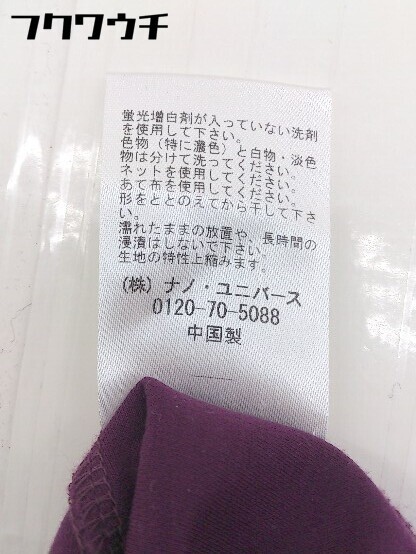 フクワウチ
蛍光増白剤が入っていない洗剤
を使用して下さい。
色物（特に濃色）と白物・淡色
物は分けて洗ってください。
ネットを使用してください。
あて布を使用してください。
形をととのえてから干して下さ
い。
濡れたままの放置や、長時間の
浸漬はしないで下さい。
生地の特性上縮みます。
（株）ナノ・ユニバース
0120-70-5088
中国製